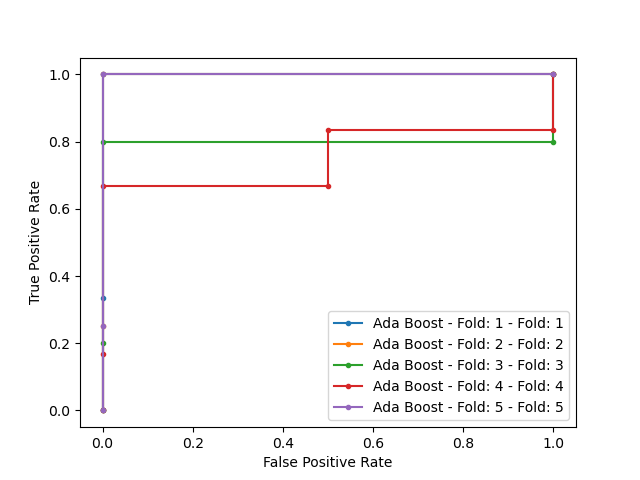 1.0
0.8
0.6
0.4
0.2
0.0
True Positive Rate
Ada Boost - Fold: 1 - Fold: 1
Ada Boost - Fold: 2 - Fold: 2
Ada Boost - Fold: 3 - Fold: 3
Ada Boost - Fold: 4 - Fold: 4
Ada Boost - Fold: 5 - Fold: 5
0.0 0.2 0.4 0.6 0.8 1.0
False Positive Rate